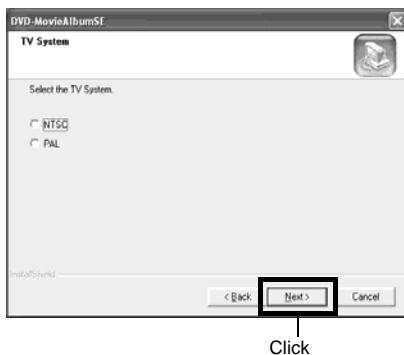 DVD-MovieAlbumSE
TV System
Select the TV System.
NTSC
PAL
InstallShield
< Back Next > Cancel
Click